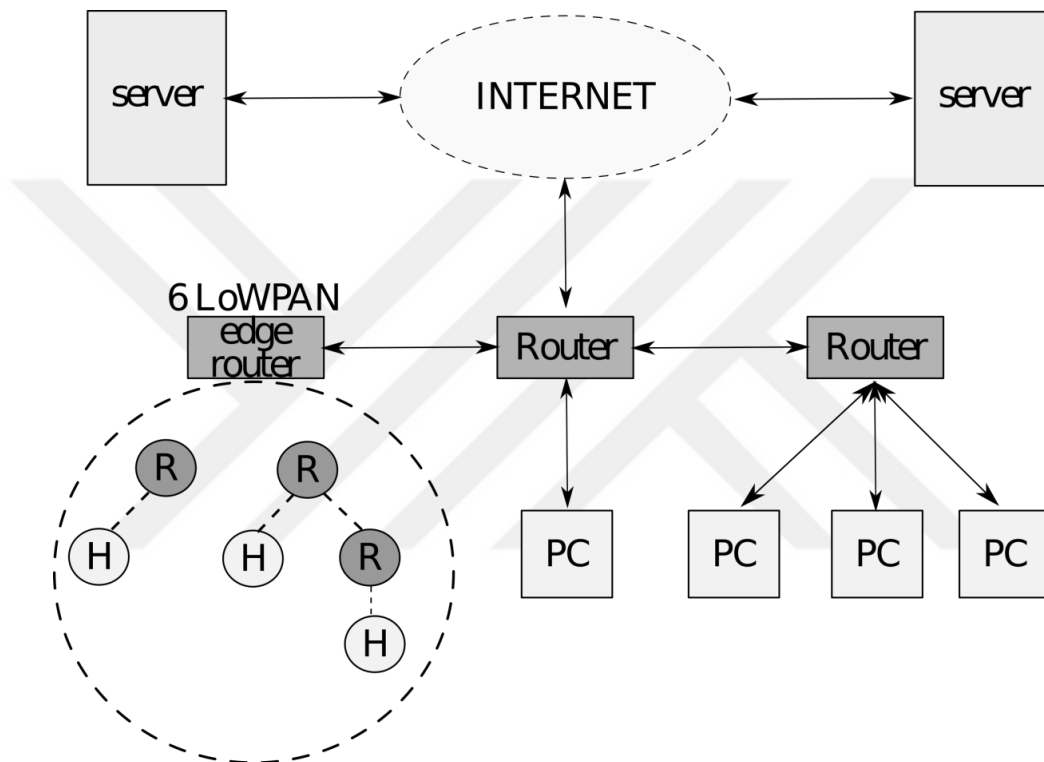 server
INTERNET
server
6 LoWPAN
edge
router
Router
Router
R
R
H
H
R
PC
PC
PC
PC
H